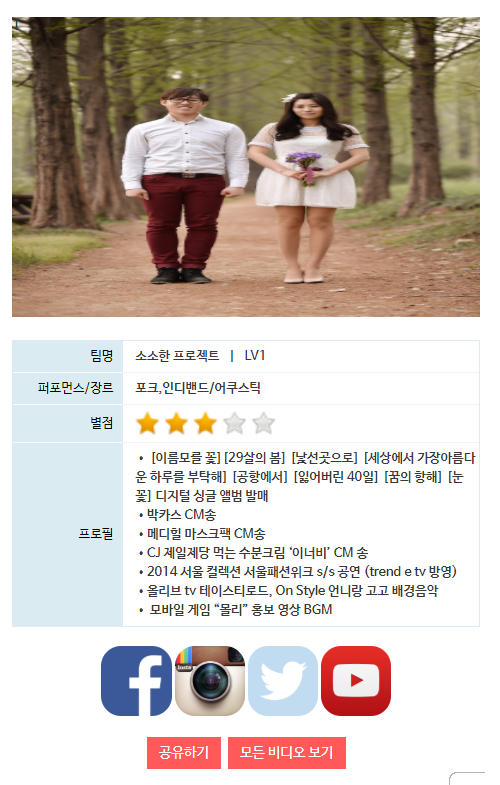 팀명 소소한 프로젝트 | LV1
퍼포먼스/장르 포크,인디밴드/어쿠스틱
별점
프로필
• [이름모를 꽃] [29살의 봄] [낯선곳으로] [세상에서 가장아름다
운 하루를 부탁해] [공항에서] [잃어버린 40일] [꿈의 항해] [눈
꽃] 디지털 싱글 앨범 발매
• 박카스 CM송
• 메디힐 마스크팩 CM송
• CJ 제일제당 먹는 수분크림 ‘이너비’ CM 송
• 2014 서울 컬렉션 서울패션위크 s/s 공연 (trend e tv 방영)
• 올리브 tv 테이스티로드, On Style 언니랑 고고 배경음악
• 모바일 게임 “몰리” 홍보 영상 BGM
Insta
공유하기 모든 비디오 보기